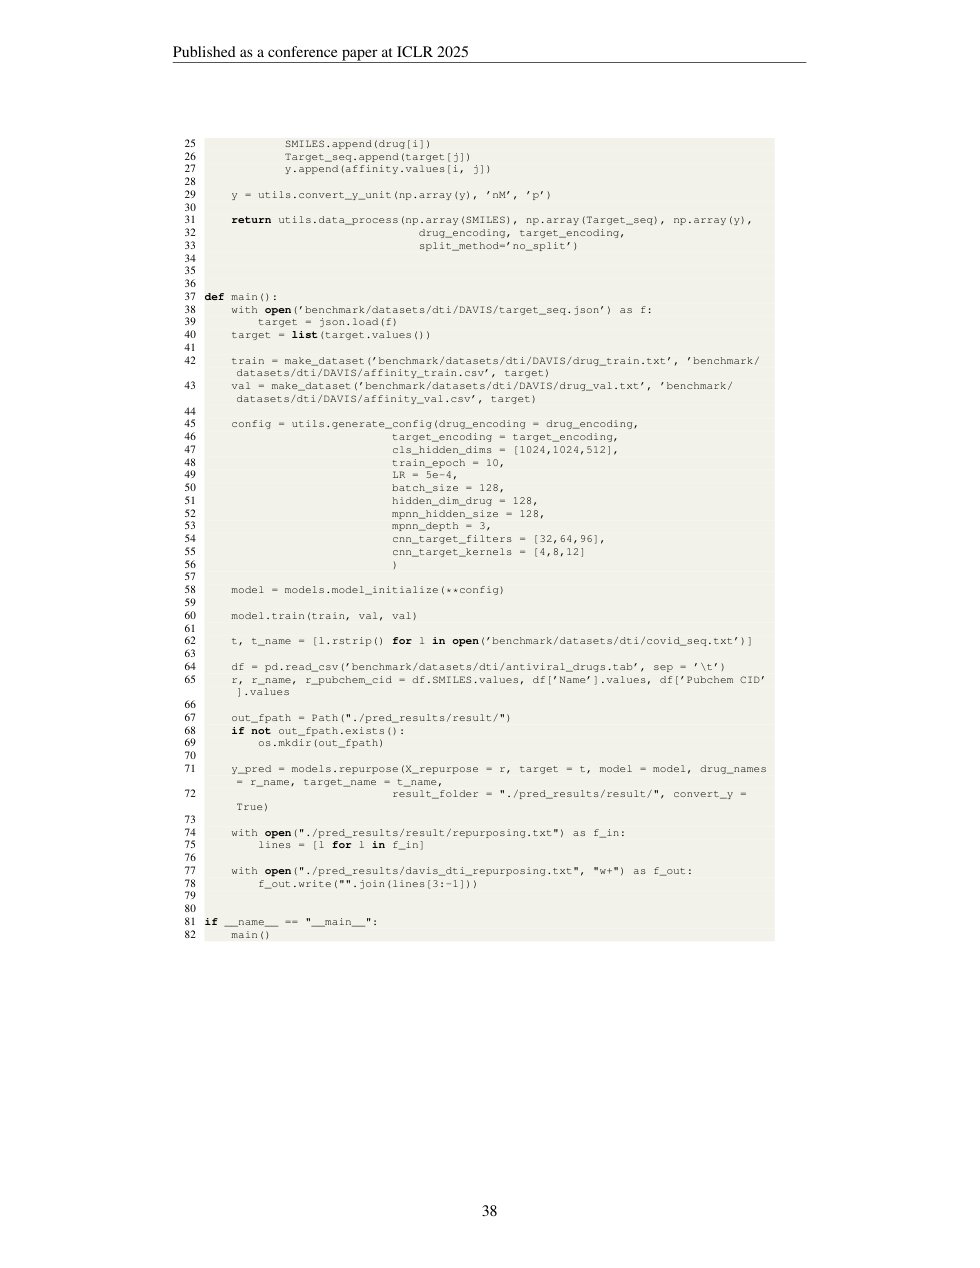 Published as a conference paper at ICLR 2025
25 SMILES.append(drug[i])
26 Target_seq.append(target[j])
27 y.append(affinity.values[i, j])
28
29 y = utils.convert_y_unit(np.array(y), ’nM’, ’p’)
30
31 return utils.data_process(np.array(SMILES), np.array(Target_seq), np.array(y),
32 drug_encoding, target_encoding,
33 split_method=’no_split’)
34
35
36
37 def main():
38 with open(’benchmark/datasets/dti/DAVIS/target_seq.json’) as f:
39 target = json.load(f)
40 target = list(target.values())
41
42 train = make_dataset(’benchmark/datasets/dti/DAVIS/drug_train.txt’, ’benchmark/
datasets/dti/DAVIS/affinity_train.csv’, target)
43 val = make_dataset(’benchmark/datasets/dti/DAVIS/drug_val.txt’, ’benchmark/
datasets/dti/DAVIS/affinity_val.csv’, target)
44
45 config = utils.generate_config(drug_encoding = drug_encoding,
46 target_encoding = target_encoding,
47 cls_hidden_dims = [1024,1024,512],
48 train_epoch = 10,
49 LR = 5e-4,
50 batch_size = 128,
51 hidden_dim_drug = 128,
52 mpnn_hidden_size = 128,
53 mpnn_depth = 3,
54 cnn_target_filters = [32,64,96],
55 cnn_target_kernels = [4,8,12]
56 )
57
58 model = models.model_initialize(**config)
59
60 model.train(train, val, val)
61
62 t, t_name = [l.rstrip() for l in open(’benchmark/datasets/dti/covid_seq.txt’)]
63
64 df = pd.read_csv(’benchmark/datasets/dti/antiviral_drugs.tab’, sep = ’\t’)
65 r, r_name, r_pubchem_cid = df.SMILES.values, df[’Name’].values, df[’Pubchem CID’
].values
66
67 out_fpath = Path("./pred_results/result/")
68 if not out_fpath.exists():
69 os.mkdir(out_fpath)
70
71 y_pred = models.repurpose(X_repurpose = r, target = t, model = model, drug_names
= r_name, target_name = t_name,
72 result_folder = "./pred_results/result/", convert_y =
True)
73
74 with open("./pred_results/result/repurposing.txt") as f_in:
75 lines = [l for l in f_in]
76
77 with open("./pred_results/davis_dti_repurposing.txt", "w+") as f_out:
78 f_out.write("".join(lines[3:-1]))
79
80
81 if __name__ == "__main__":
82 main()
38